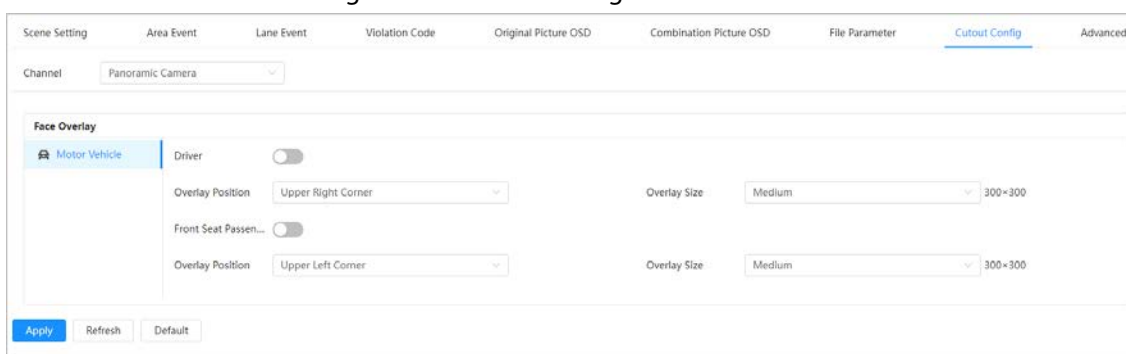 Scene Setting Area Event Lane Event Violation Code Original Picture OSD Combination Picture OSD File Parameter Cutout Config Advanced
Channel Panoramic Camera
Face Overlay
Motor Vehicle Driver
Overlay Position Upper Right Corner Overlay Size Medium 300×300
Front Seat Passen...
Overlay Position Upper Left Corner Overlay Size Medium 300×300
Apply Refresh Default